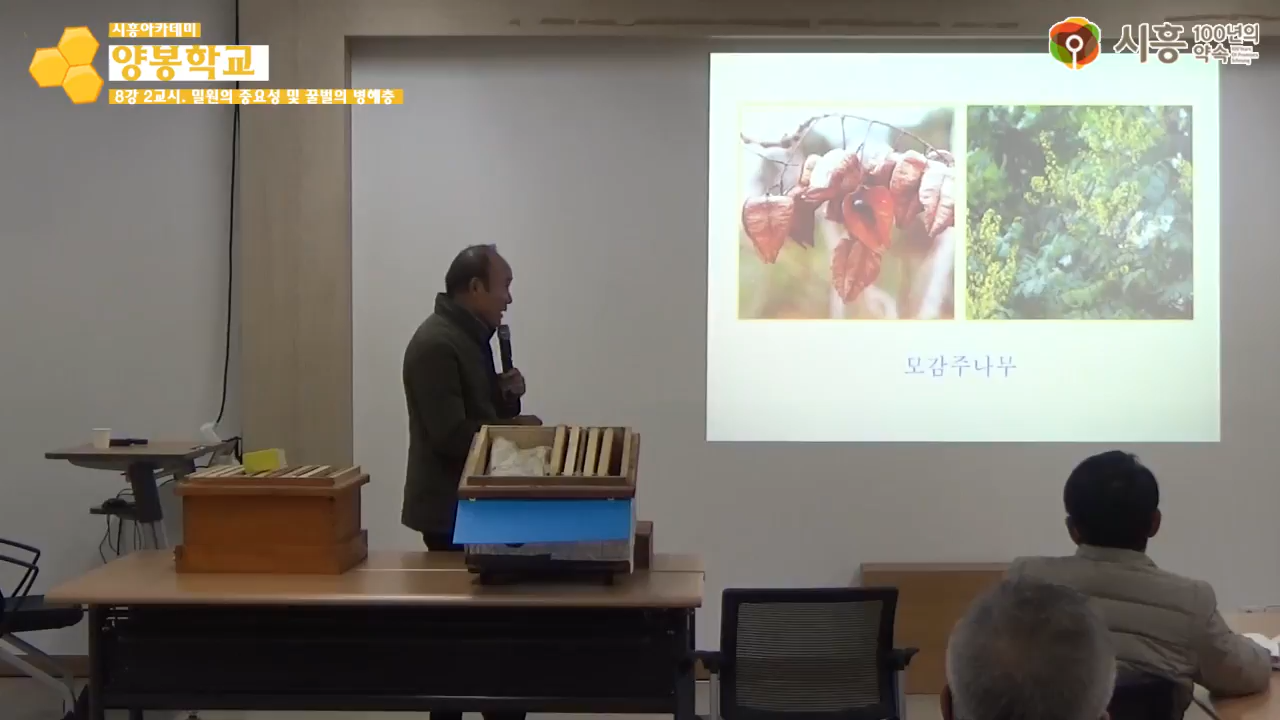 시흥아카데미
양봉학교
8강 2교시. 밀원의 중요성 및 꿀벌의 병해충
시흥
100년의
약속
모감주나무